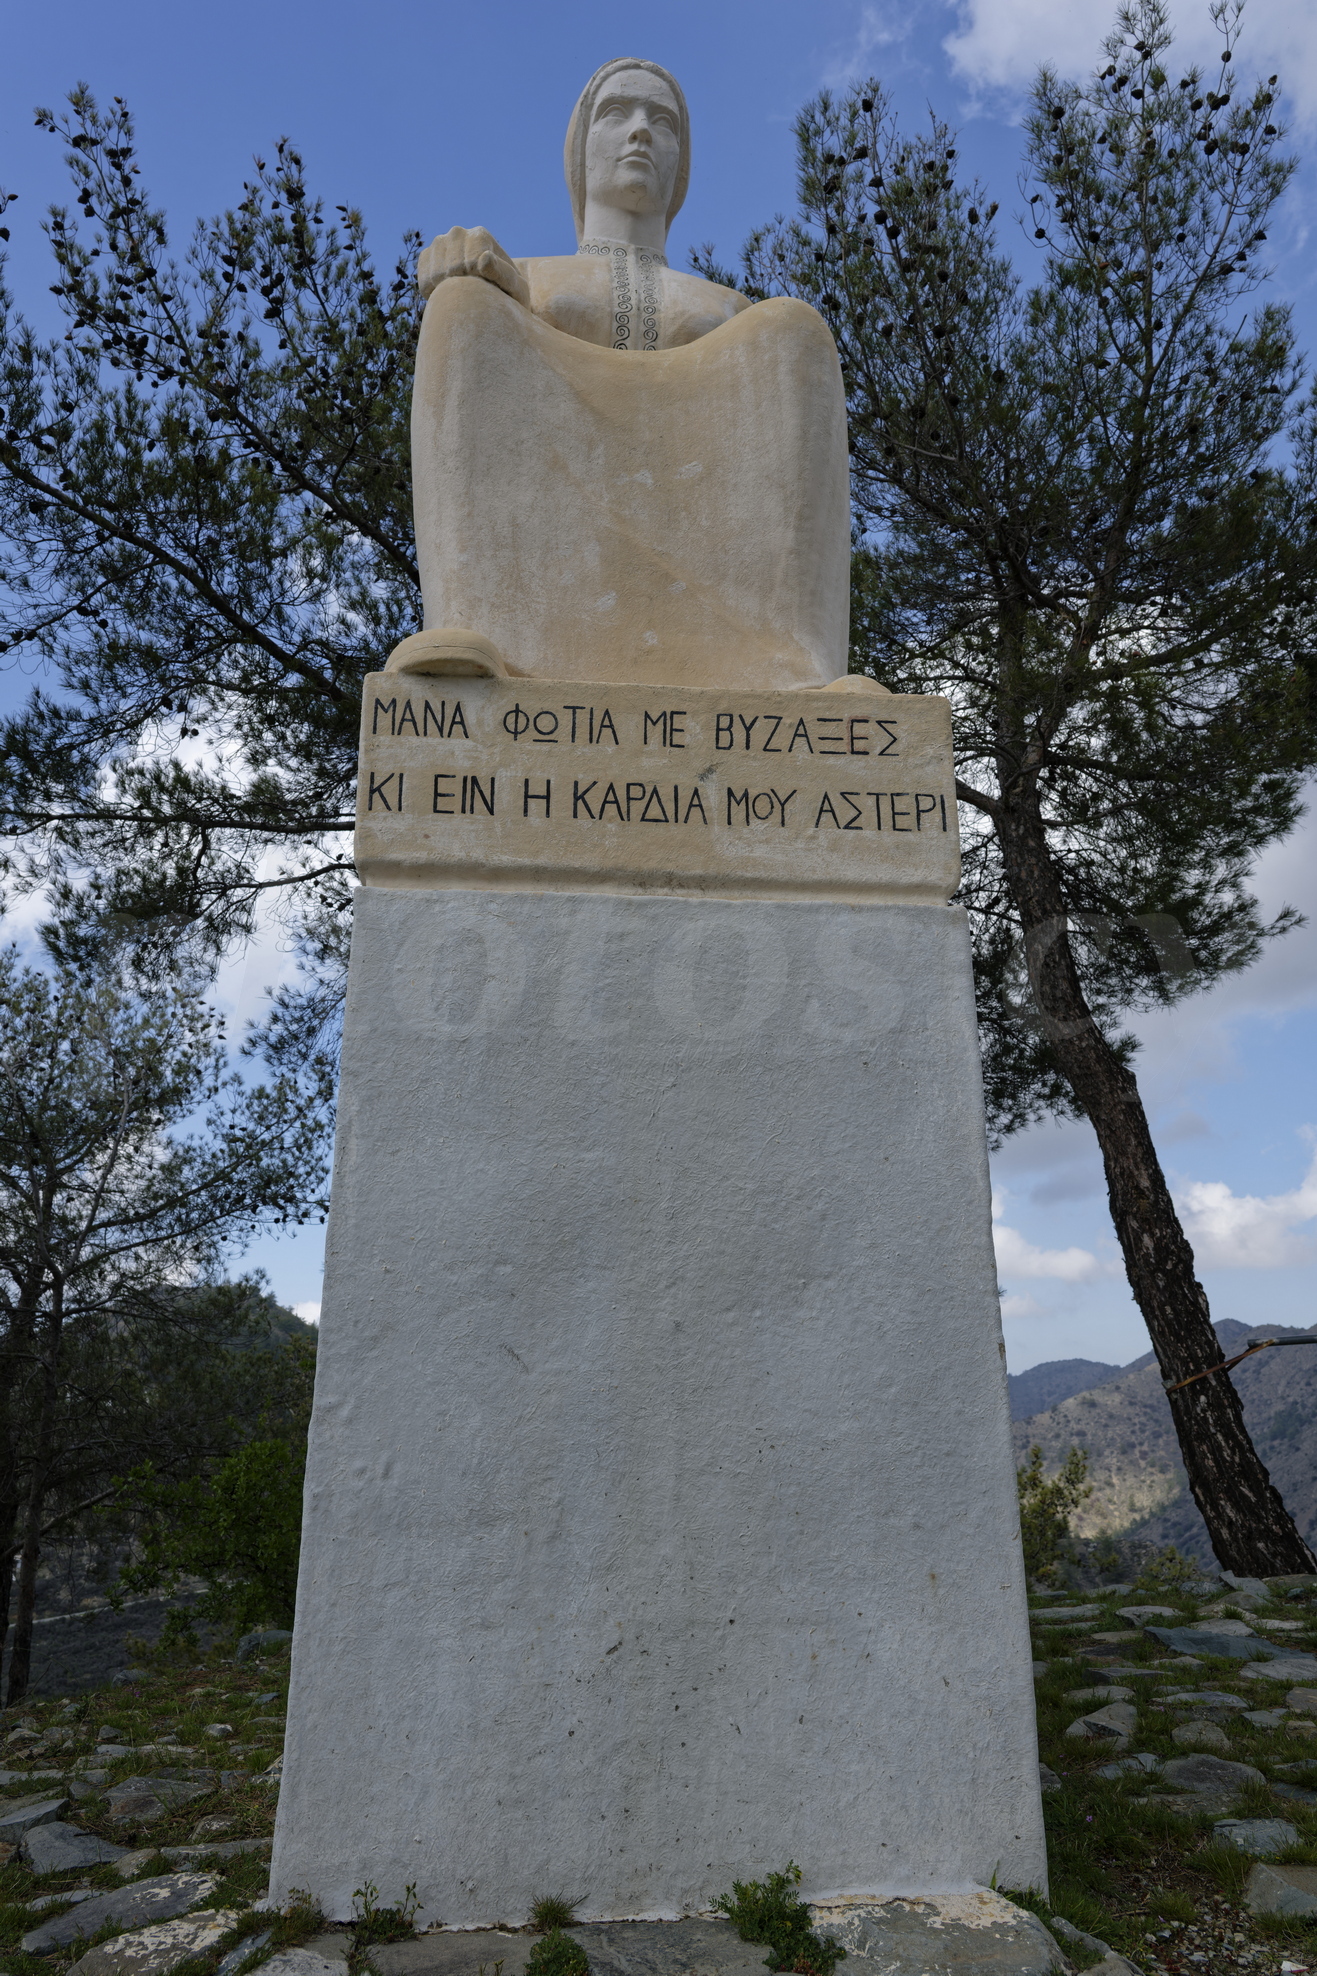 ΜΑΝΑ ΦΩΤΙΑ ΜΕ ΒΥΖΑΞΕΣ
ΚΙ ΕΙΝ Η ΚΑΡΔΙΑ ΜΟΥ ΑΣΤΕΡΙ